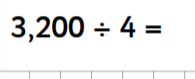 3,200 ÷ 4 =